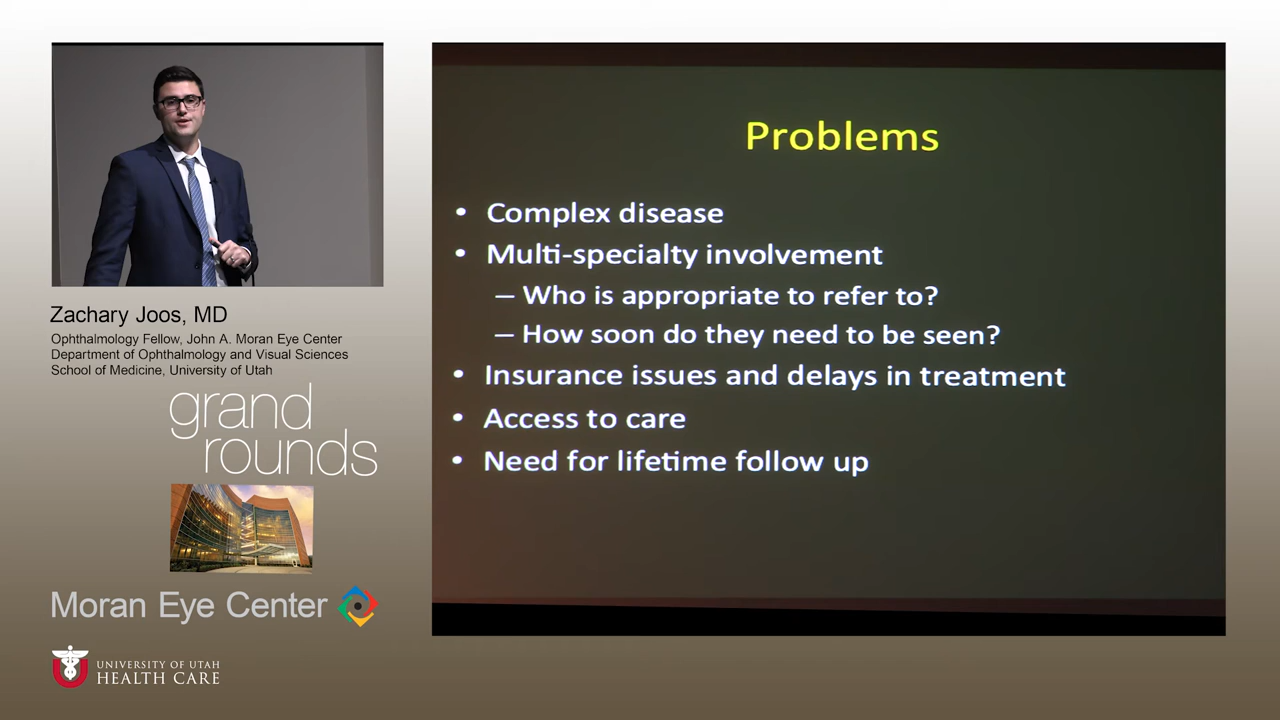 Zachary Joos, MD
Ophthalmology Fellow, John A. Moran Eye Center
Department of Ophthalmology and Visual Sciences
School of Medicine, University of Utah
grand
rounds
Moran Eye Center
UNIVERSITY OF UTAH
HEALTH CARE
Problems
• Complex disease
• Multi-specialty involvement
– Who is appropriate to refer to?
– How soon do they need to be seen?
• Insurance issues and delays in treatment
• Access to care
• Need for lifetime follow up